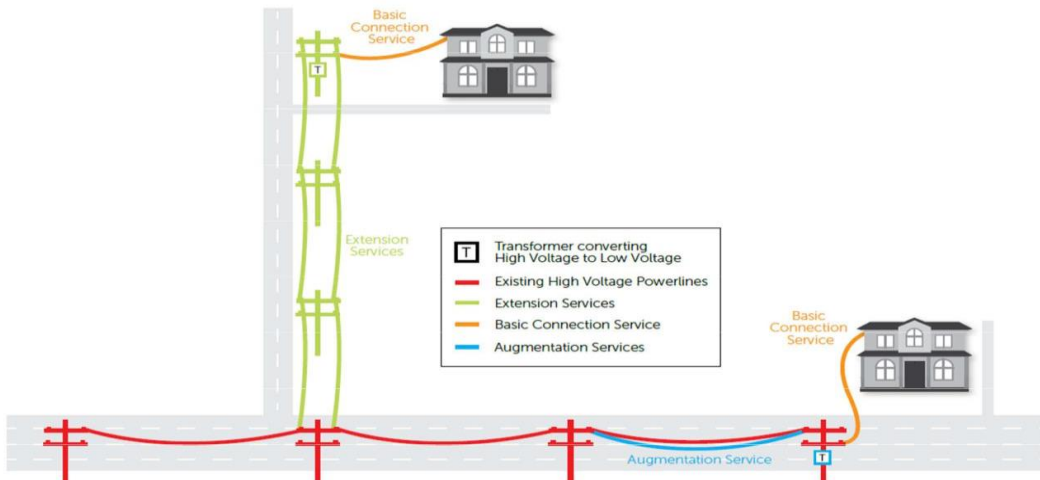 Basic
Connection
Service
T
Extension
Services
T
Transformer converting
High Voltage to Low Voltage
Existing High Voltage Powerlines
Extension Services
Basic Connection Service
Augmentation Services
Basic
Connection
Service
Augmentation Service
T